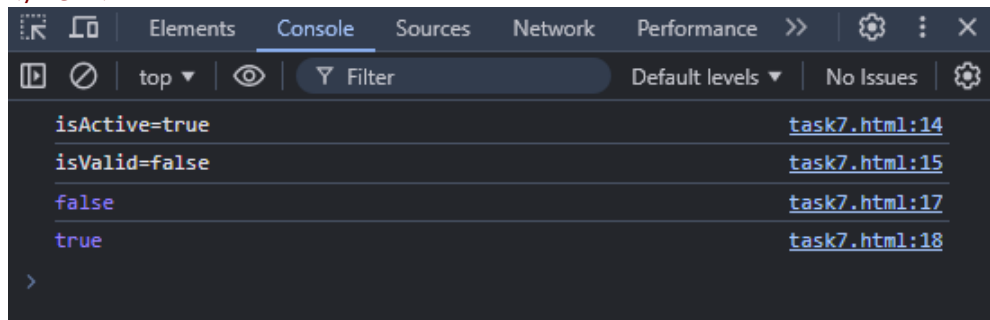 Elements Console Sources Network Performance >>
top ▼ Filter Default levels ▼ No Issues
isActive=true task7.html:14
isValid=false task7.html:15
false task7.html:17
true task7.html:18
>